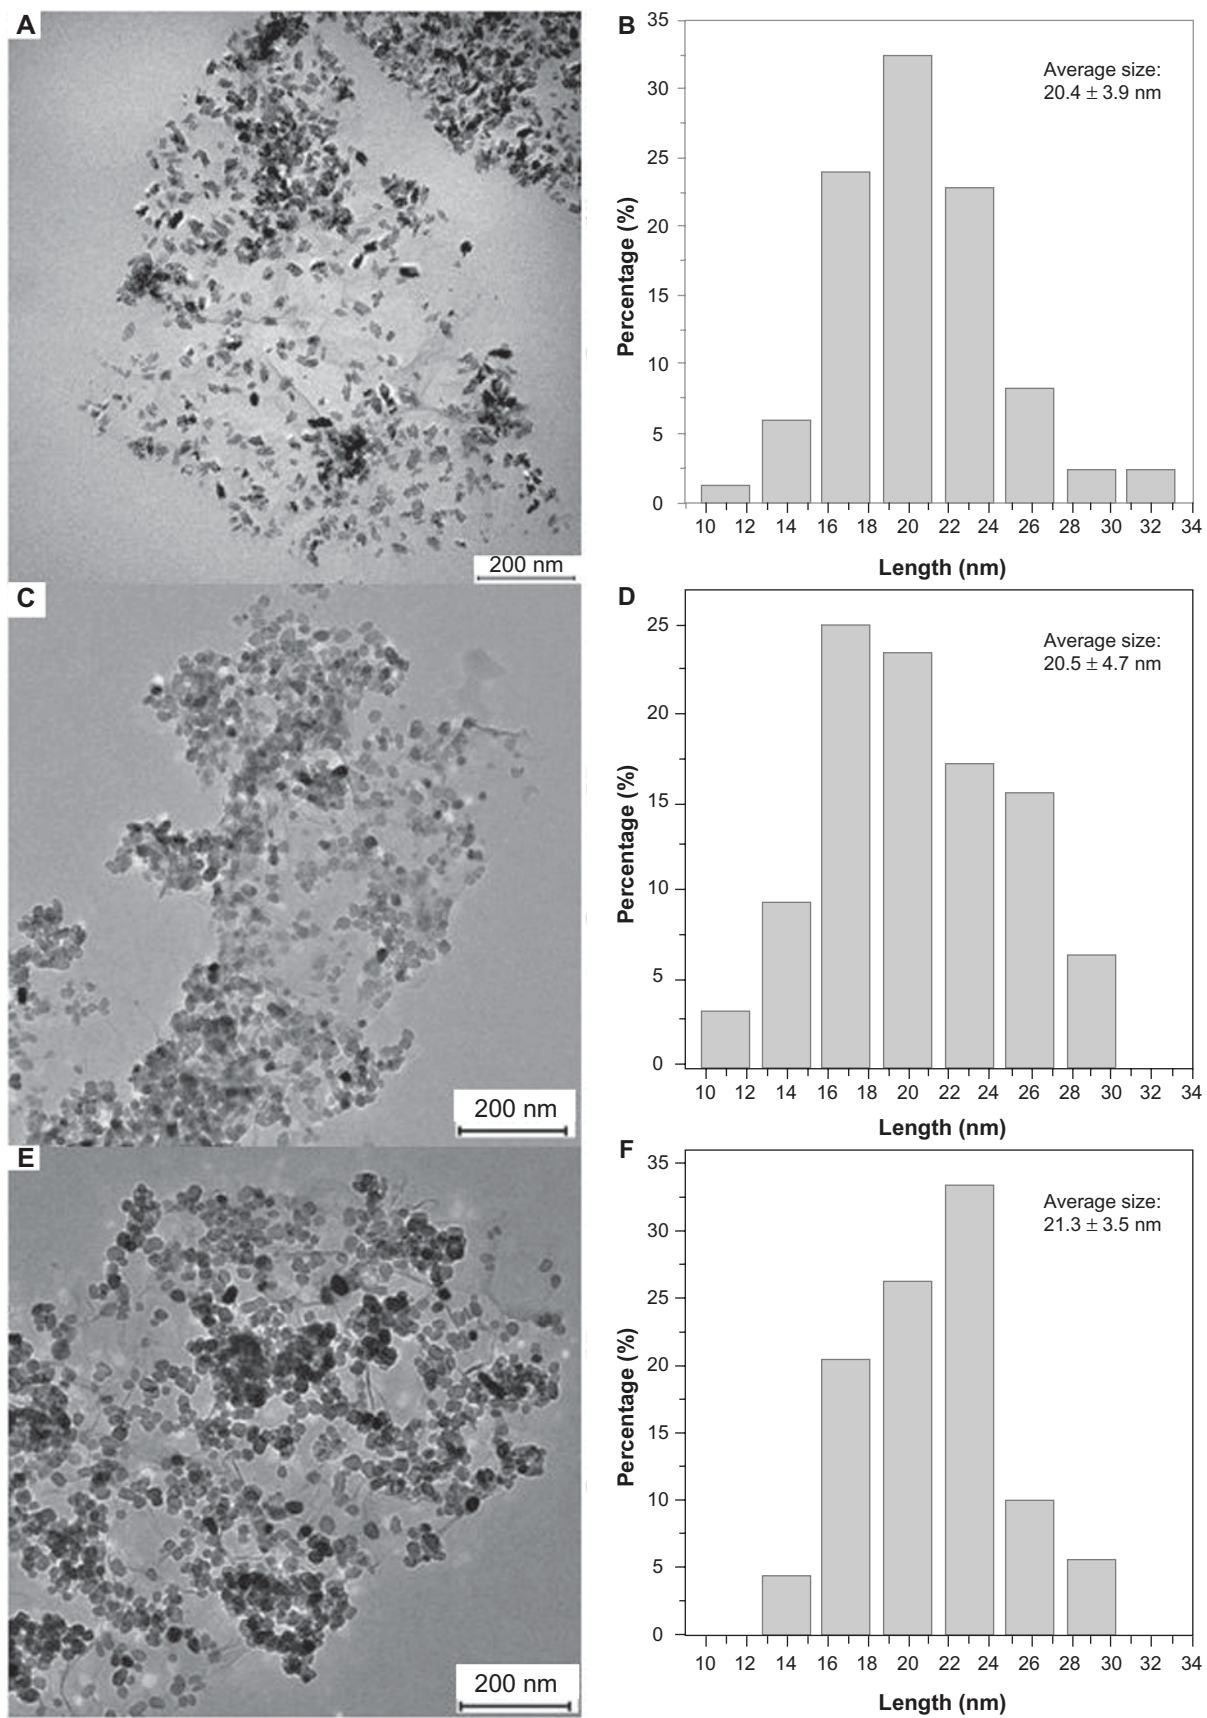 A
200 nm
B
35
30
25
20
15
10
5
0
Percentage (%)
Average size:
20.4 ± 3.9 nm
10 12 14 16 18 20 22 24 26 28 30 32 34
Length (nm)
C
200 nm
D
25
20
15
10
5
0
Percentage (%)
Average size:
20.5 ± 4.7 nm
10 12 14 16 18 20 22 24 26 28 30 32 34
Length (nm)
E
200 nm
F
35
30
25
20
15
10
5
0
Percentage (%)
Average size:
21.3 ± 3.5 nm
10 12 14 16 18 20 22 24 26 28 30 32 34
Length (nm)